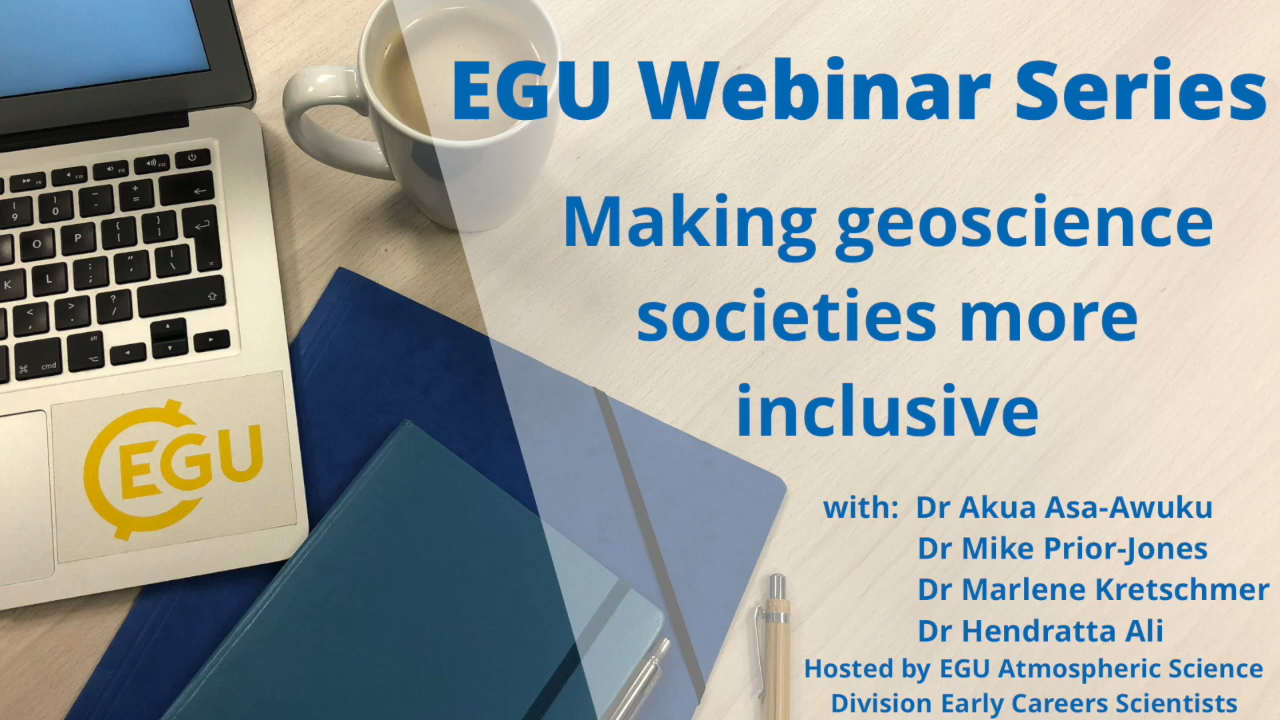 EGU Webinar Series
Making geoscience
societies more
inclusive
with: Dr Akua Asa-Awuku
Dr Mike Prior-Jones
Dr Marlene Kretschmer
Dr Hendratta Ali
Hosted by EGU Atmospheric Science
Division Early Careers Scientists
EGU